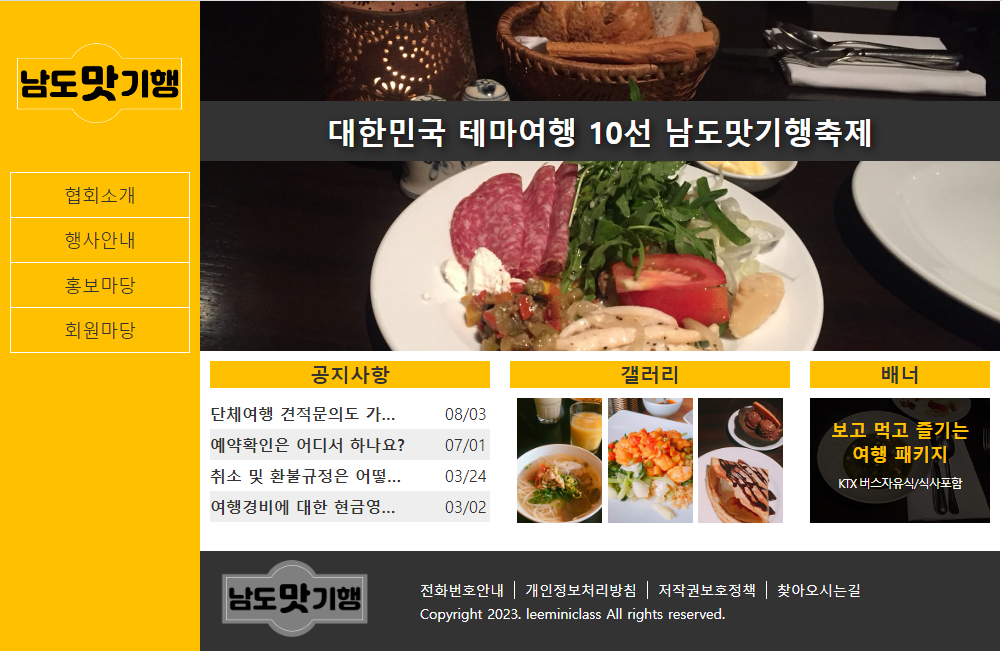 남도맛기행
협회소개
행사안내
홍보마당
회원마당
대한민국 테마여행 10선 남도맛기행축제
공지사항
단체여행 견적문의도 가... 08/03
예약확인은 어디서 하나요? 07/01
취소 및 환불규정은 어떻... 03/24
여행경비에 대한 현금영... 03/02
갤러리
배너
보고 먹고 즐기는
여행 패키지
KTX 버스자유식/식사포함
남도맛기행
전화번호안내 | 개인정보처리방침 | 저작권보호정책 | 찾아오시는길
Copyright 2023. leeminiclass All rights reserved.